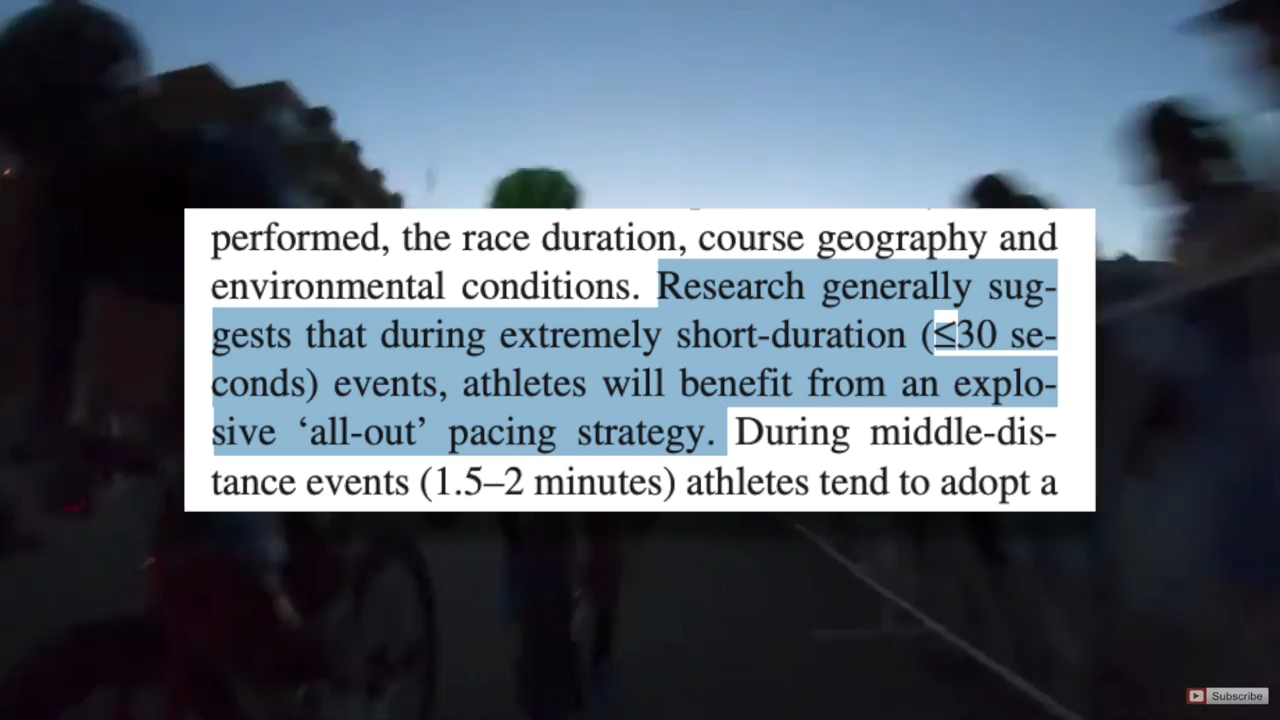 performed, the race duration, course geography and
environmental conditions. Research generally sug-
gests that during extremely short-duration (≤30 se-
conds) events, athletes will benefit from an explo-
sive ‘all-out’ pacing strategy. During middle-dis-
tance events (1.5–2 minutes) athletes tend to adopt a
Subscribe